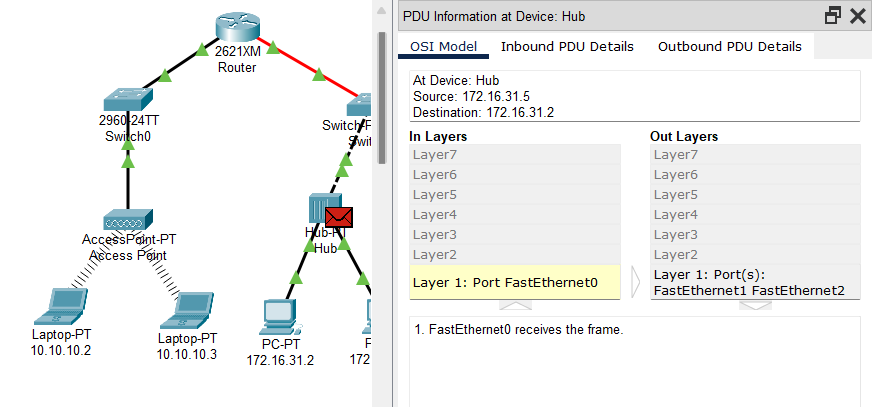 2621XM
Router
2960-24TT
Switch0
Switch-
Swit
AccessPoint-PT
Access Point
Hub-PT
Hub
Laptop-PT
10.10.10.2
Laptop-PT
10.10.10.3
PC-PT
172.16.31.2
P
172
PDU Information at Device: Hub
OSI Model Inbound PDU Details Outbound PDU Details
At Device: Hub
Source: 172.16.31.5
Destination: 172.16.31.2
In Layers Out Layers
Layer7 Layer7
Layer6 Layer6
Layer5 Layer5
Layer4 Layer4
Layer3 Layer3
Layer2 Layer2
Layer 1: Port FastEthernet0
Layer 1: Port(s):
FastEthernet1 FastEthernet2
1. FastEthernet0 receives the frame.